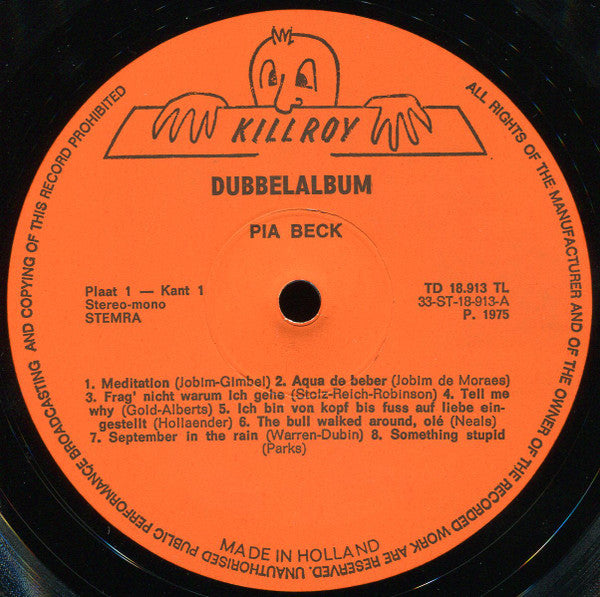 KILLROY
DUBBELALBUM
PIA BECK
Plaat 1 — Kant 1
Stereo-mono
STEMRA
TD 18.913 TL
33-ST-18-913-A
P. 1975
1. Meditation (Jobim-Gimbel) 2. Aqua de beber (Jobim de Moraes)
3. Frag' nicht warum ich gehe (Stolz-Reich-Robinson) 4. Tell me
why (Gold-Alberts) 5. Ich bin von kopf bis fuss auf liebe ein-
gestellt (Hollaender) 6. The bull walked around, olé (Neals)
7. September in the rain (Warren-Dubin) 8. Something stupid
(Parks)
MADE IN HOLLAND
ALL RIGHTS OF THE MANUFACTURER AND OF THE OWNER OF THE RECORDED WORK ARE RESERVED. UNAUTHORISED PUBLIC PERFORMANCE BROADCASTING AND COPYING OF THIS RECORD PROHIBITED